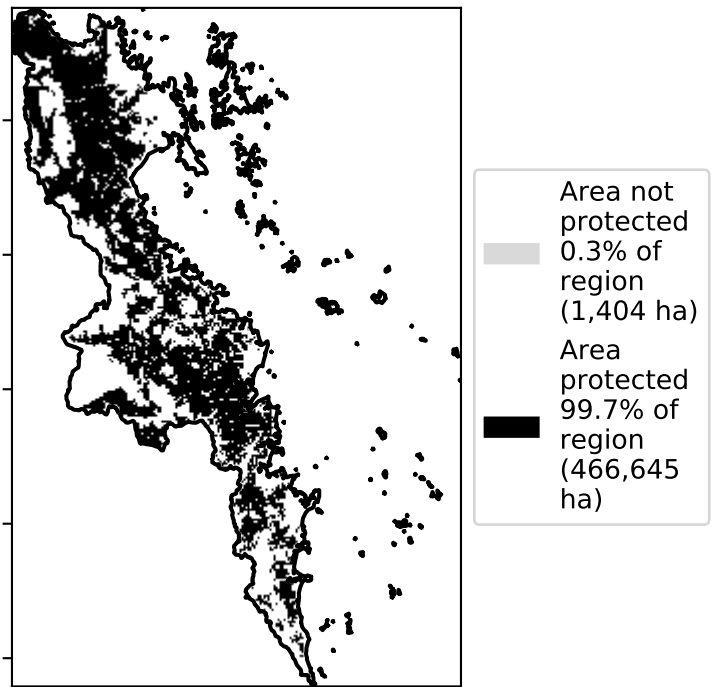 Area not
protected
0.3% of
region
(1,404 ha)
Area
protected
99.7% of
region
(466,645
ha)